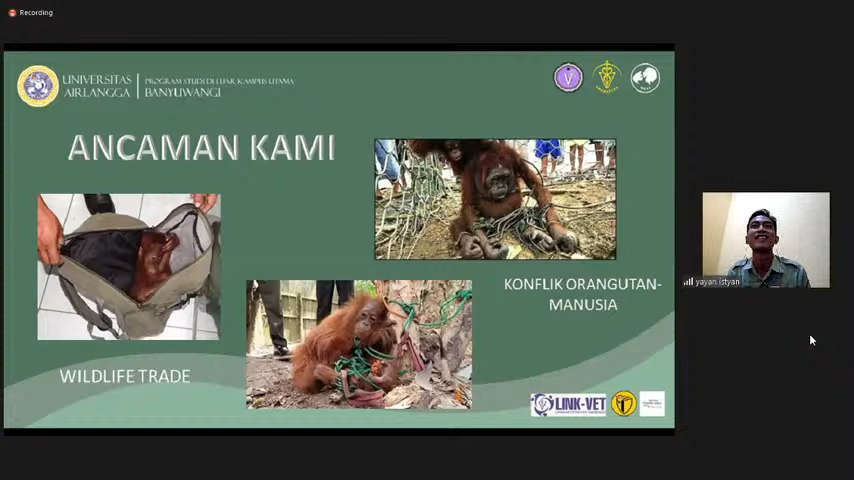 Recording
UNIVERSITAS
AIRLANGGA
PROGRAM STUDI DI LUAR KAMPUS UTAMA
BANYUWANGI
ANCAMAN KAMI
KONFLIK ORANGUTAN-
MANUSIA
WILDLIFE TRADE
LINK-VET
yayan istyan